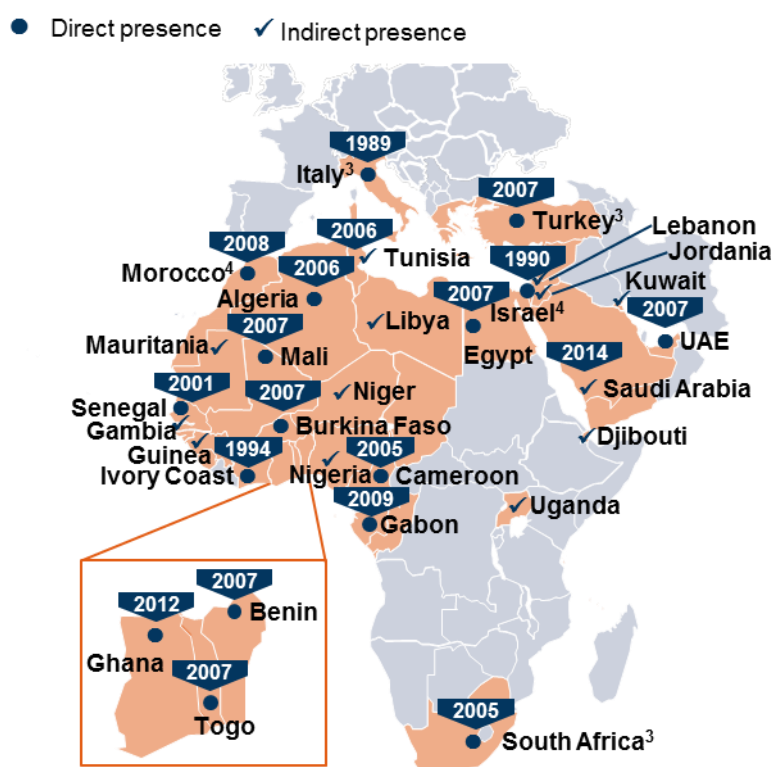 Direct presence
Indirect presence
1989
Italy³
2007
Turkey³
2006
Tunisia
Lebanon
Jordania
2008
Morocco⁴
2006
Algeria
1990
Israel⁴
Kuwait
2007
Egypt
2007
UAE
Libya
2007
Mali
Mauritania
2014
Saudi Arabia
2001
Senegal
2007
Burkina Faso
Niger
Gambia
Djibouti
Guinea
1994
Ivory Coast
Nigeria
2005
Cameroon
2009
Gabon
Uganda
2007
Benin
2012
Ghana
2007
Togo
2005
South Africa³